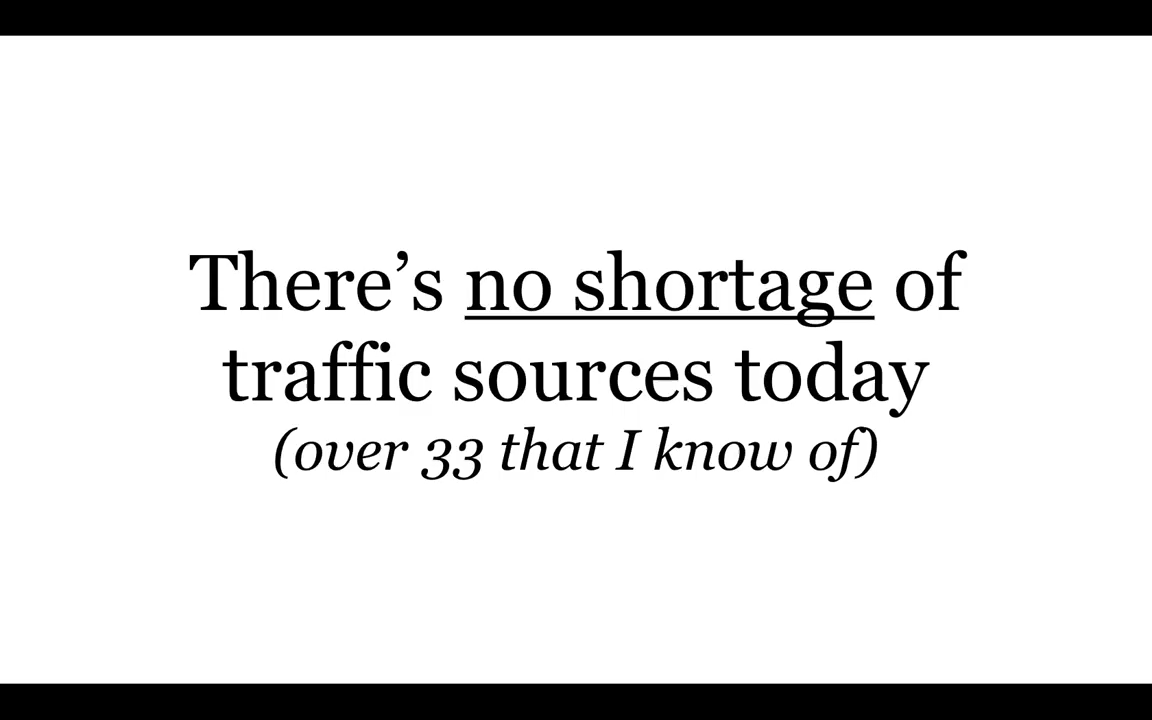 There’s no shortage of
traffic sources today
(over 33 that I know of)